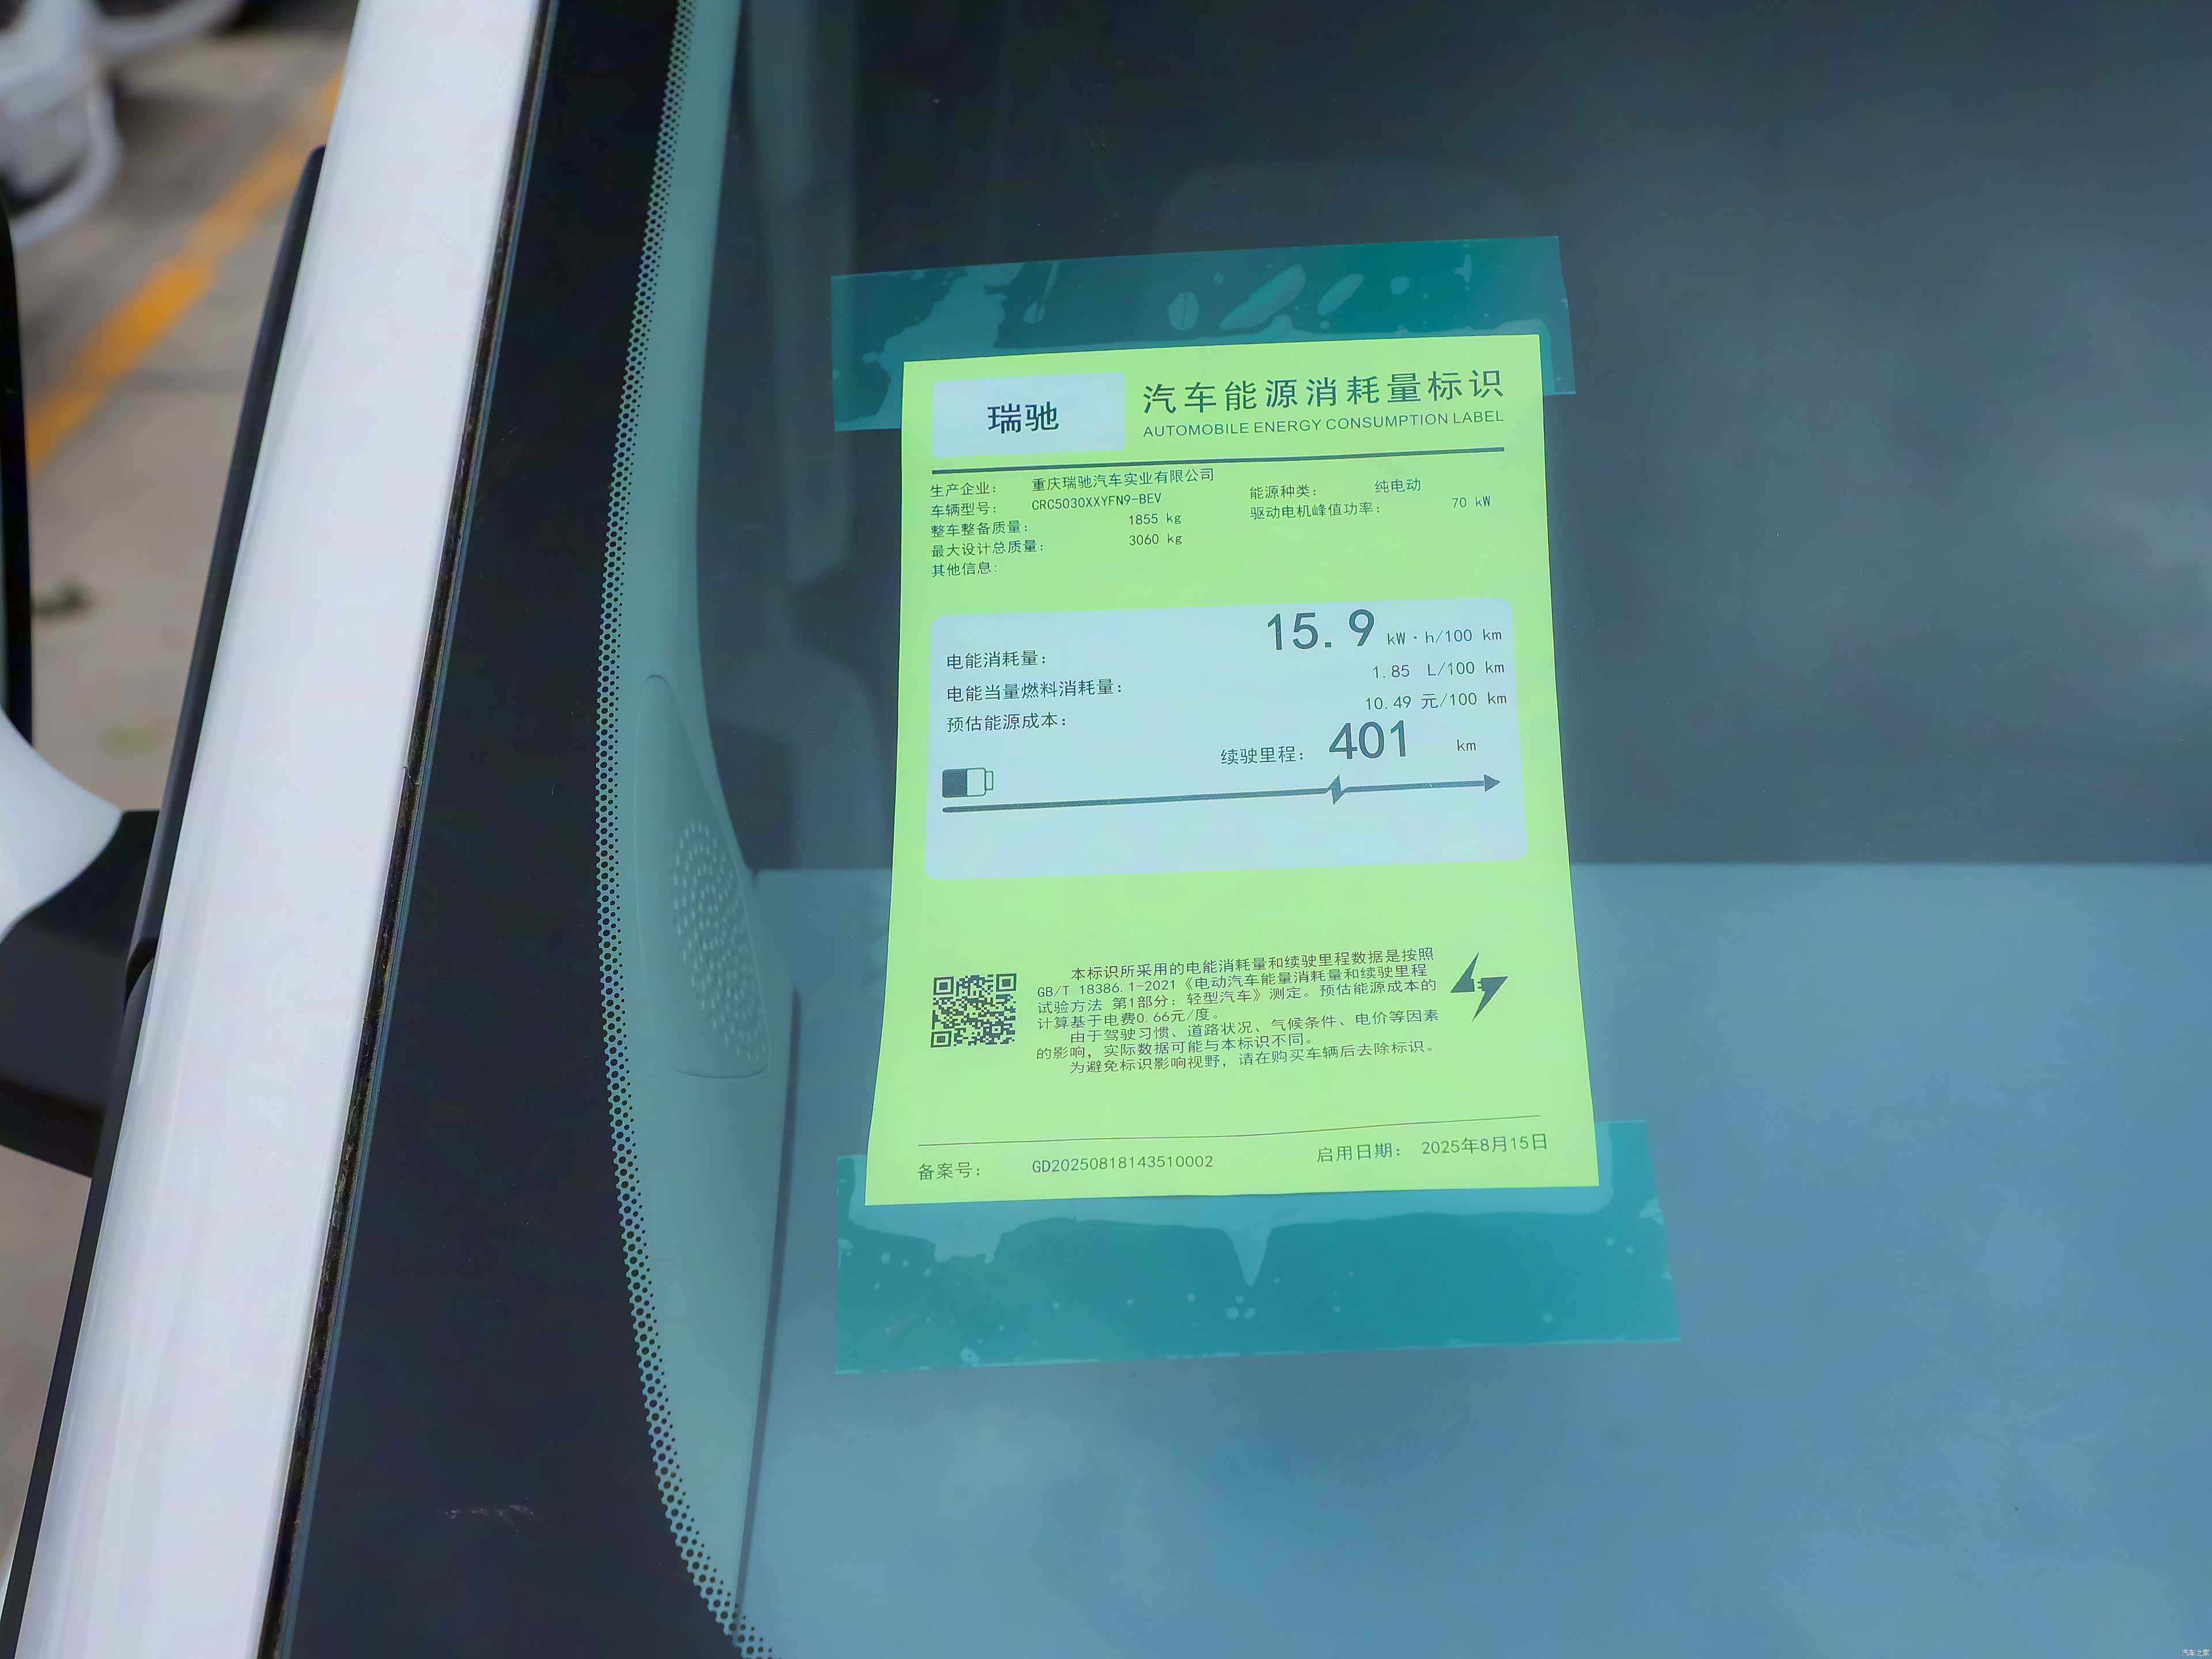 瑞驰
汽车能源消耗量标识
AUTOMOBILE ENERGY CONSUMPTION LABEL
生产企业: 重庆瑞驰汽车实业有限公司
车辆型号: CRC5030XXYFN9-BEV
能源种类: 纯电动
整车整备质量: 1855 kg
驱动电机峰值功率: 70 kW
最大设计总质量: 3060 kg
其他信息:
电能消耗量: 15.9 kW·h/100 km
电能当量燃料消耗量: 1.85 L/100 km
预估能源成本: 10.49 元/100 km
续驶里程: 401 km
本标识所采用的电能消耗量和续驶里程数据是按照
GB/T 18386.1-2021《电动汽车能量消耗量和续驶里程
试验方法 第1部分: 轻型汽车》测定。预估能源成本的
计算基于电费0.66元/度。
由于驾驶习惯、道路状况、气候条件、电价等因素
的影响, 实际数据可能与本标识不同。
为避免标识影响视野, 请在购买车辆后去除标识。
备案号: GD20250818143510002
启用日期: 2025年8月15日
汽车之家